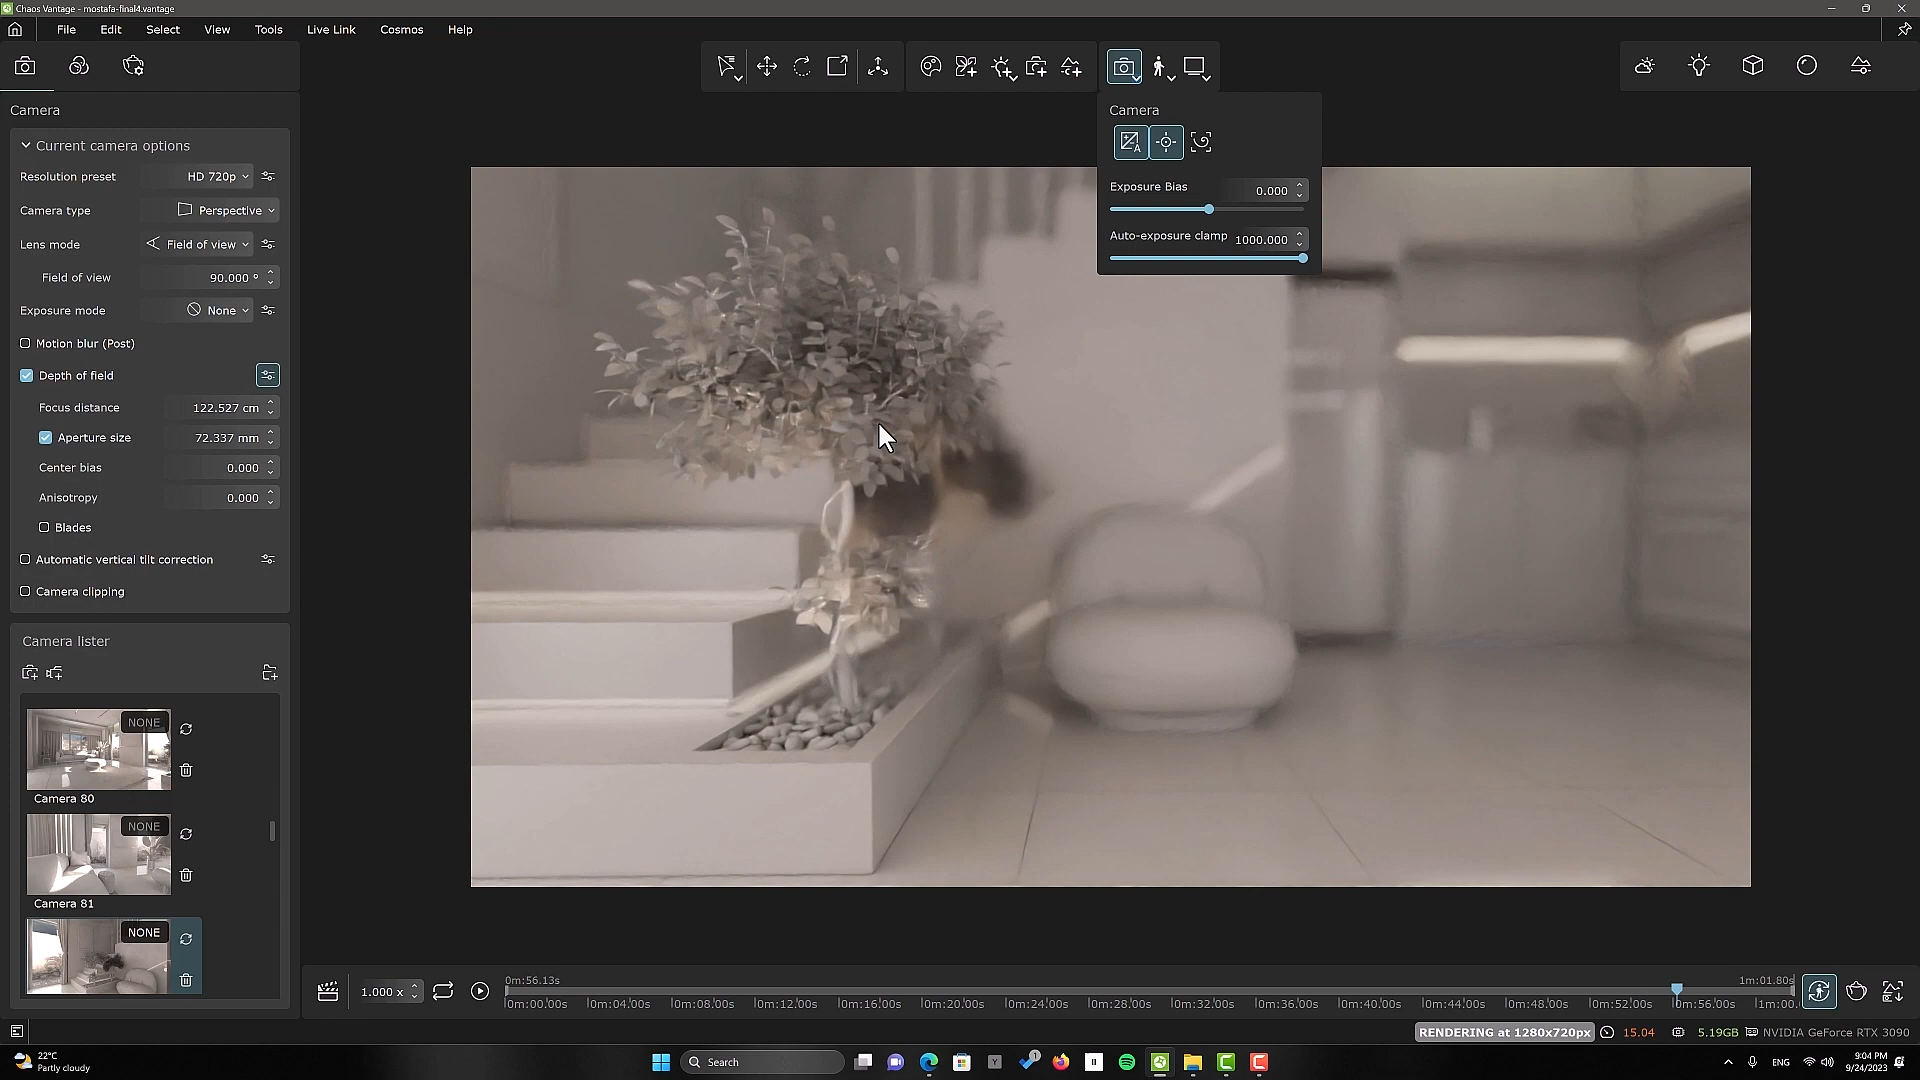 Chaos Vantage - mostafa-final4.vantage
File Edit Select View Tools Live Link Cosmos Help
Camera
Current camera options
Resolution preset HD 720p
Camera type Perspective
Lens mode Field of view
Field of view 90.000 °
Exposure mode None
Motion blur (Post)
Depth of field
Focus distance 122.527 cm
Aperture size 72.337 mm
Center bias 0.000
Anisotropy 0.000
Blades
Automatic vertical tilt correction
Camera clipping
Camera lister
NONE
Camera 80
NONE
Camera 81
NONE
Camera
Exposure Bias 0.000
Auto-exposure clamp 1000.000
1.000 x
0m:56.13s 1m:01.80s
0m:00.00s 0m:04.00s 0m:08.00s 0m:12.00s 0m:16.00s 0m:20.00s 0m:24.00s 0m:28.00s 0m:32.00s 0m:36.00s 0m:40.00s 0m:44.00s 0m:48.00s 0m:52.00s 0m:56.00s 1m:00.
RENDERING at 1280x720px 15.04 5.19GB NVIDIA GeForce RTX 3090
22°C
Partly cloudy
Search
1
ENG
9:04 PM
9/24/2023